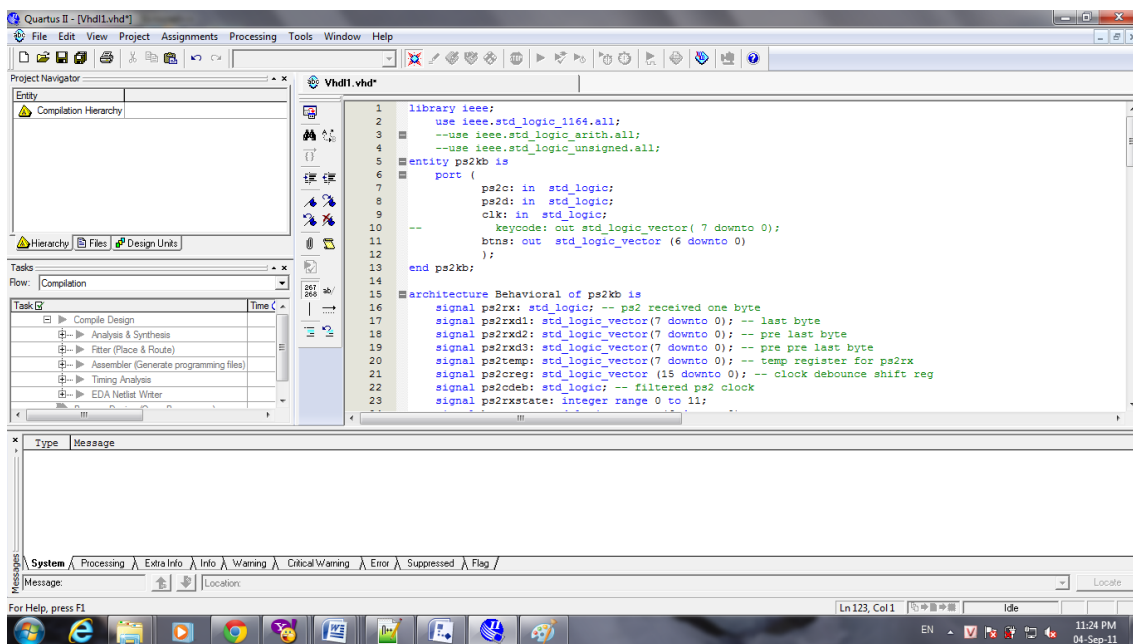 Quartus II - [Vhdl1.vhd*]
File Edit View Project Assignments Processing Tools Window Help
Project Navigator
Entity
Compilation Hierarchy
Hierarchy Files Design Units
Tasks
Flow: Compilation
Task Time
Compile Design
Analysis & Synthesis
Fitter (Place & Route)
Assembler (Generate programming files)
Timing Analysis
EDA Netlist Writer
abc Vhdl1.vhd*
267 268 ab/
1 library ieee;
2 use ieee.std_logic_1164.all;
3 --use ieee.std_logic_arith.all;
4 --use ieee.std_logic_unsigned.all;
5 entity ps2kb is
6 port (
7 ps2c: in std_logic;
8 ps2d: in std_logic;
9 clk: in std_logic;
10 -- keycode: out std_logic_vector( 7 downto 0);
11 btns: out std_logic_vector (6 downto 0)
12 );
13 end ps2kb;
14
15 architecture Behavioral of ps2kb is
16 signal ps2rx: std_logic; -- ps2 received one byte
17 signal ps2rxd1: std_logic_vector(7 downto 0); -- last byte
18 signal ps2rxd2: std_logic_vector(7 downto 0); -- pre last byte
19 signal ps2rxd3: std_logic_vector(7 downto 0); -- pre pre last byte
20 signal ps2temp: std_logic_vector(7 downto 0); -- temp register for ps2rx
21 signal ps2creg: std_logic_vector (15 downto 0); -- clock debounce shift reg
22 signal ps2cdeb: std_logic; -- filtered ps2 clock
23 signal ps2rxstate: integer range 0 to 11;
Type Message
System Processing Extra Info Info Warning Critical Warning Error Suppressed Flag
Messages
Message: Location: Locate
For Help, press F1 Ln 123, Col 1 Idle
EN 11:24 PM
04-Sep-11